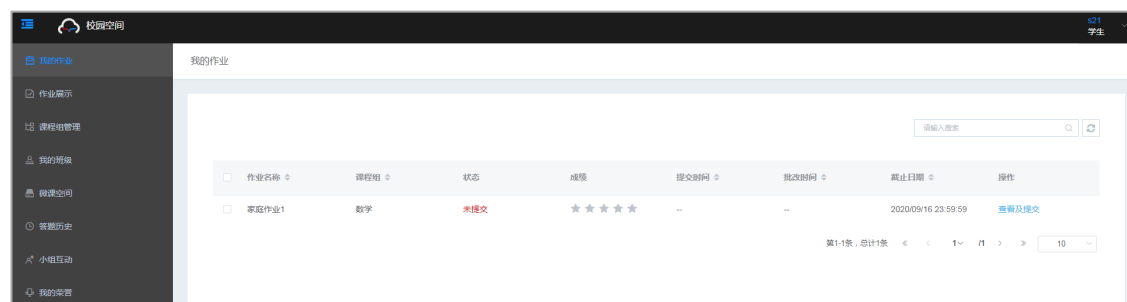 校园空间
s21
学生
我的作业
作业展示
课程组管理
我的班级
微课空间
答题历史
小组互动
我的荣誉
我的作业
请输入搜索
作业名称 课程组 状态 成绩 提交时间 批改时间 截止日期 操作
家庭作业1 数学 未提交 -- -- 2020/09/16 23:59:59 查看及提交
第1-1条，总计1条 « < 1 /1 > » 10